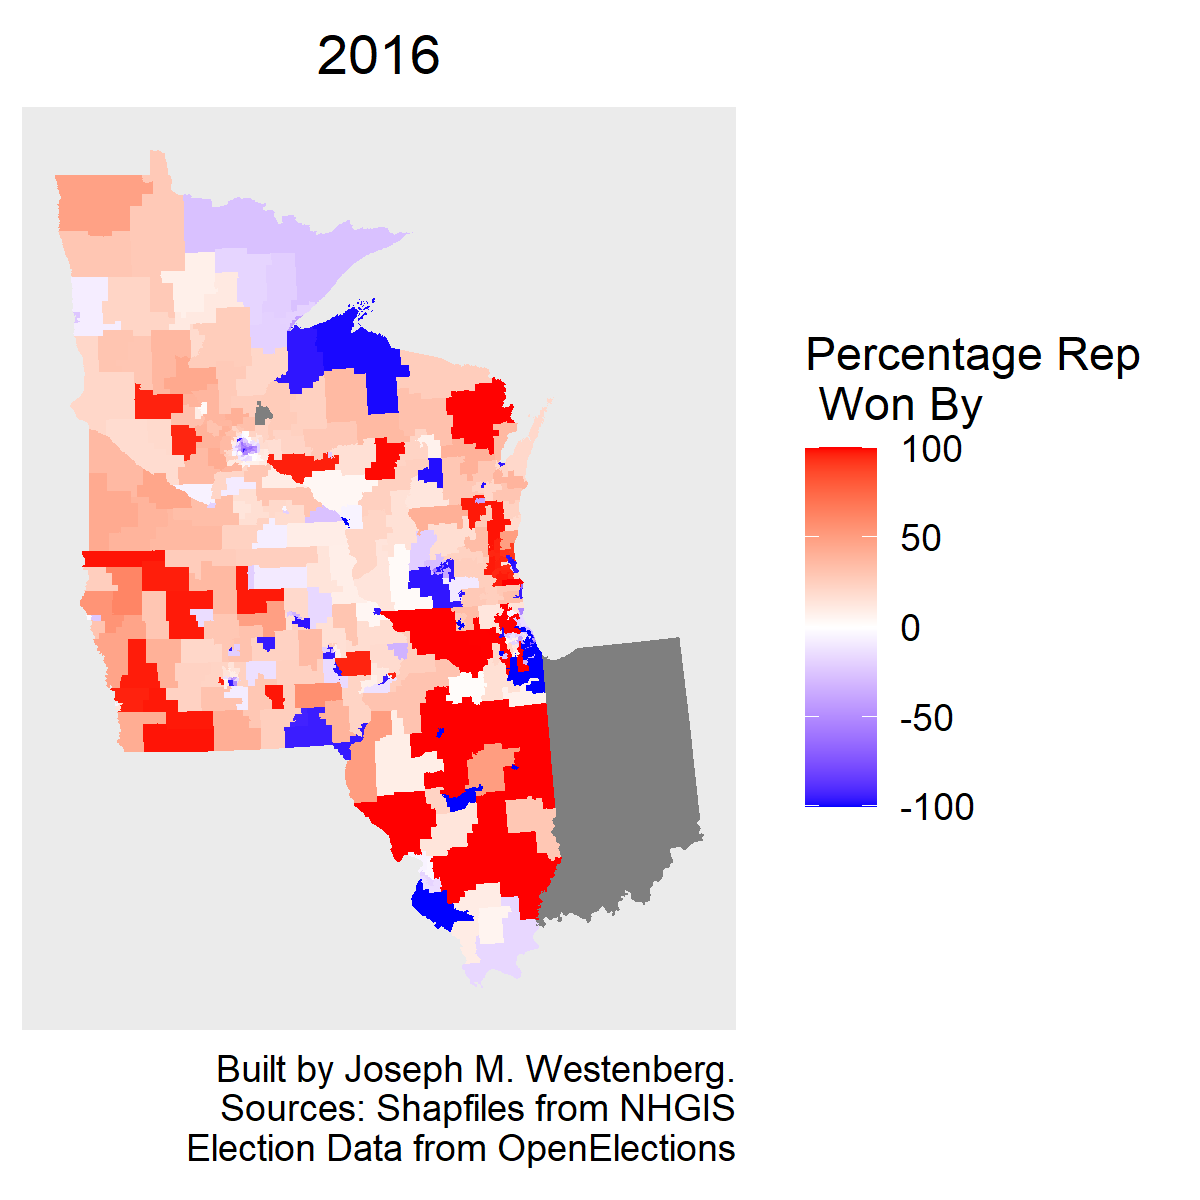 2016
Percentage Rep
Won By
100
50
0
-50
-100
Built by Joseph M. Westenberg.
Sources: Shapfiles from NHGIS
Election Data from OpenElections